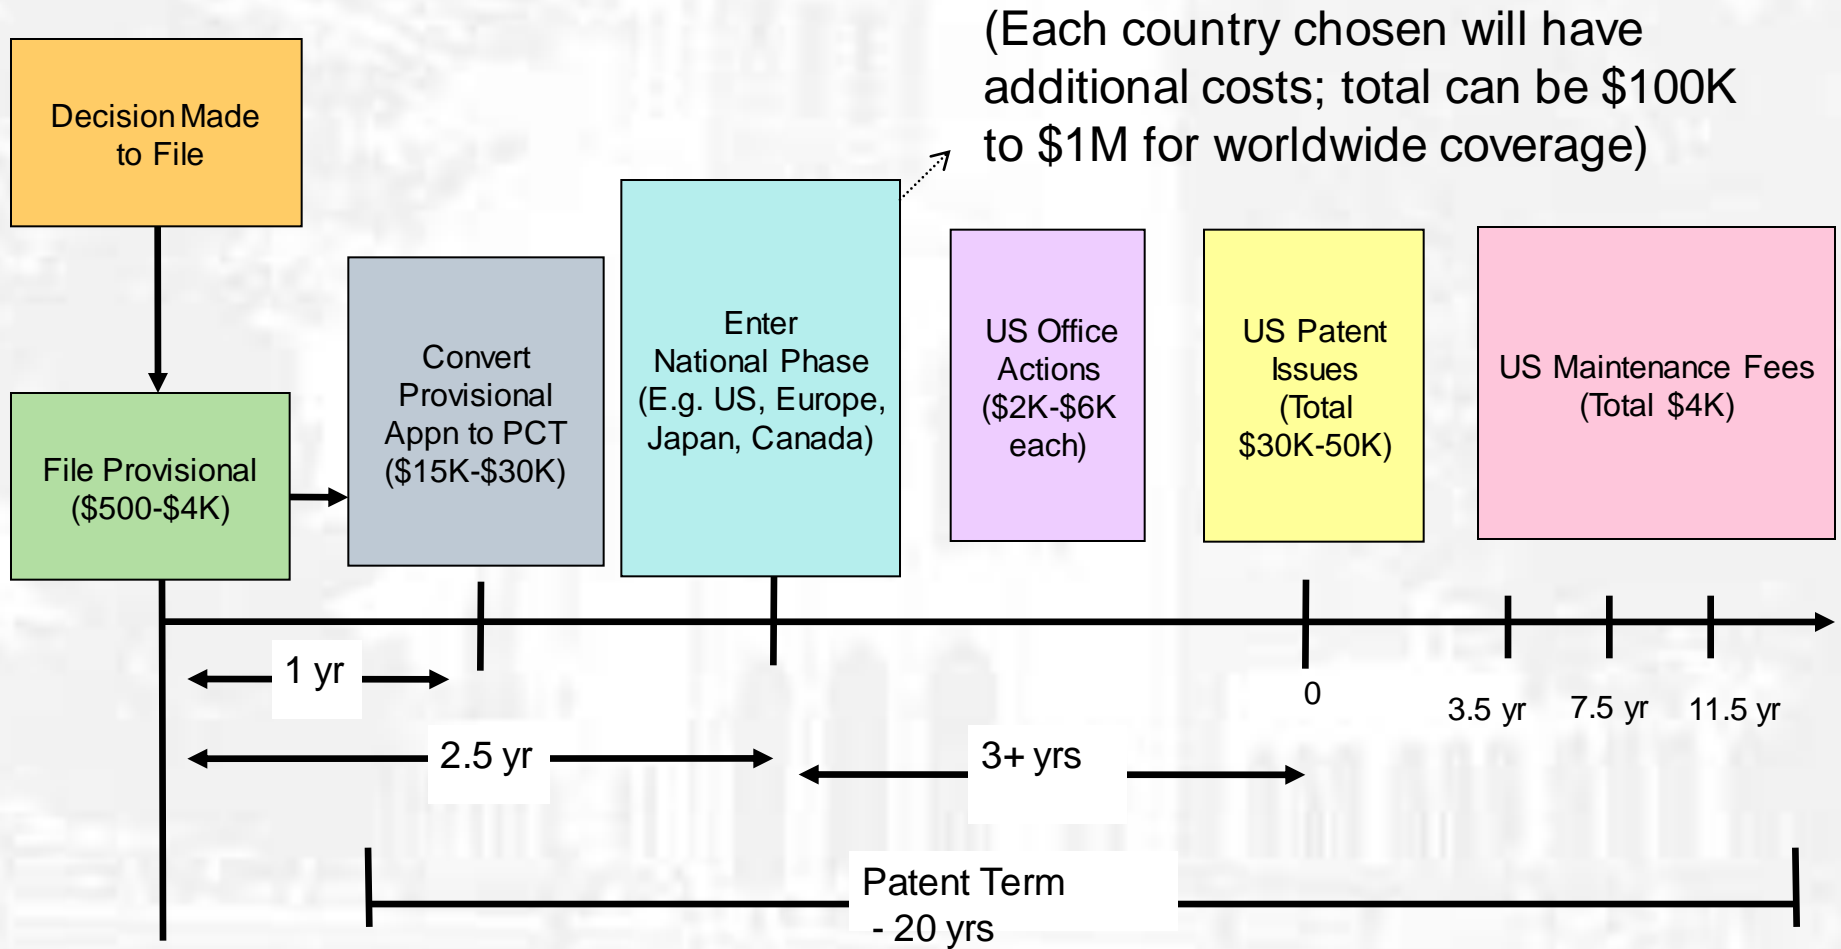 (Each country chosen will have
additional costs; total can be $100K
to $1M for worldwide coverage)
Decision Made
to File
File Provisional
($500-$4K)
Convert
Provisional
Appn to PCT
($15K-$30K)
Enter
National Phase
(E.g. US, Europe,
Japan, Canada)
US Office
Actions
($2K-$6K
each)
US Patent
Issues
(Total
$30K-50K)
US Maintenance Fees
(Total $4K)
1 yr
0
3.5 yr
7.5 yr
11.5 yr
2.5 yr
3+ yrs
Patent Term
- 20 yrs